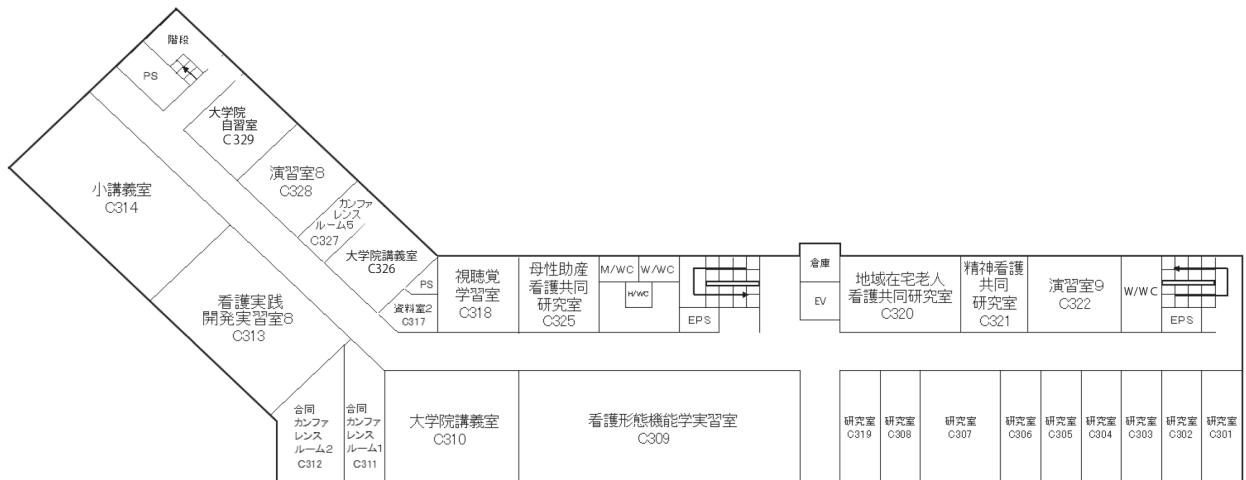 階段
PS
大学院
自習室
C329
小講義室
C314
演習室8
C328
カンファ
レンス
ルーム5
C327
大学院講義室
C326
PS
資料室2
C317
看護実践
開発実習室8
C313
視聴覚
学習室
C318
母性助産
看護共同
研究室
C325
M/WC
W/WC
H/WC
EPS
倉庫
EV
地域在宅老人
看護共同研究室
C320
精神看護
共同
研究室
C321
演習室9
C322
W/WC
EPS
合同
カンファ
レンス
ルーム2
C312
合同
カンファ
レンス
ルーム1
C311
大学院講義室
C310
看護形態機能学実習室
C309
研究室
C319
研究室
C308
研究室
C307
研究室
C306
研究室
C305
研究室
C304
研究室
C303
研究室
C302
研究室
C301